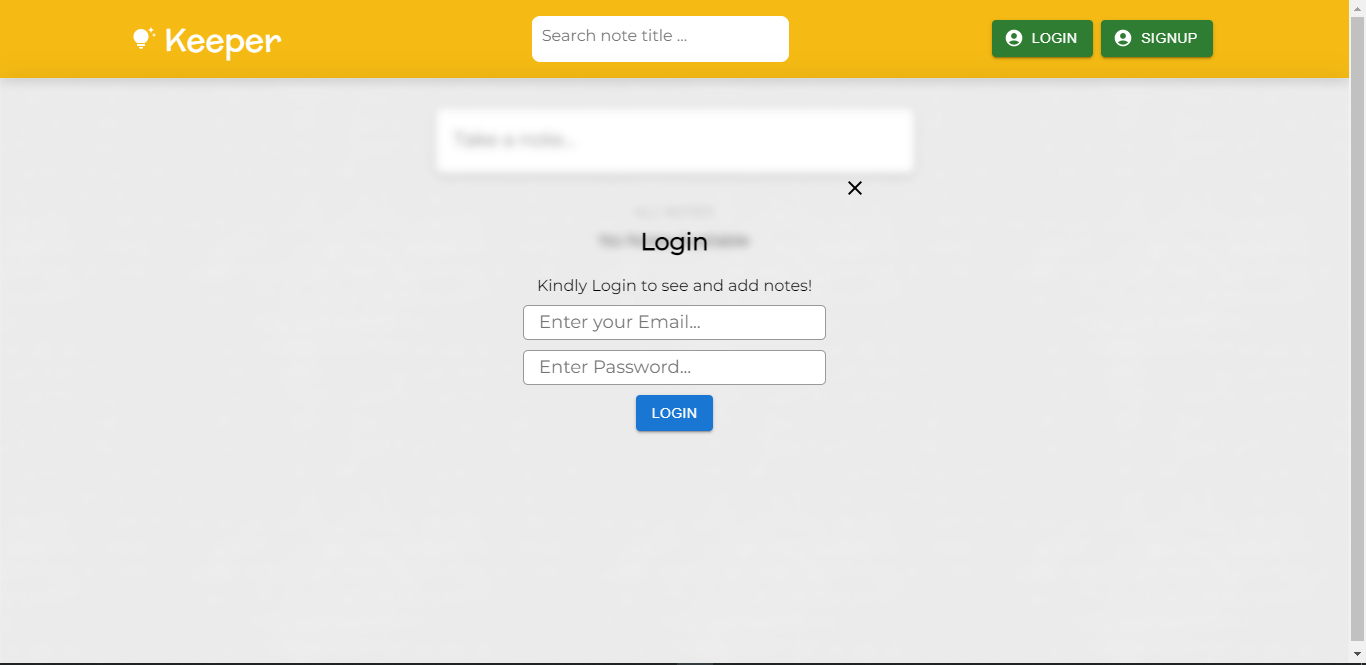 Keeper
Search note title ...
LOGIN
SIGNUP
Take a note...
ALL NOTES
Login
Kindly Login to see and add notes!
Enter your Email...
Enter Password...
LOGIN